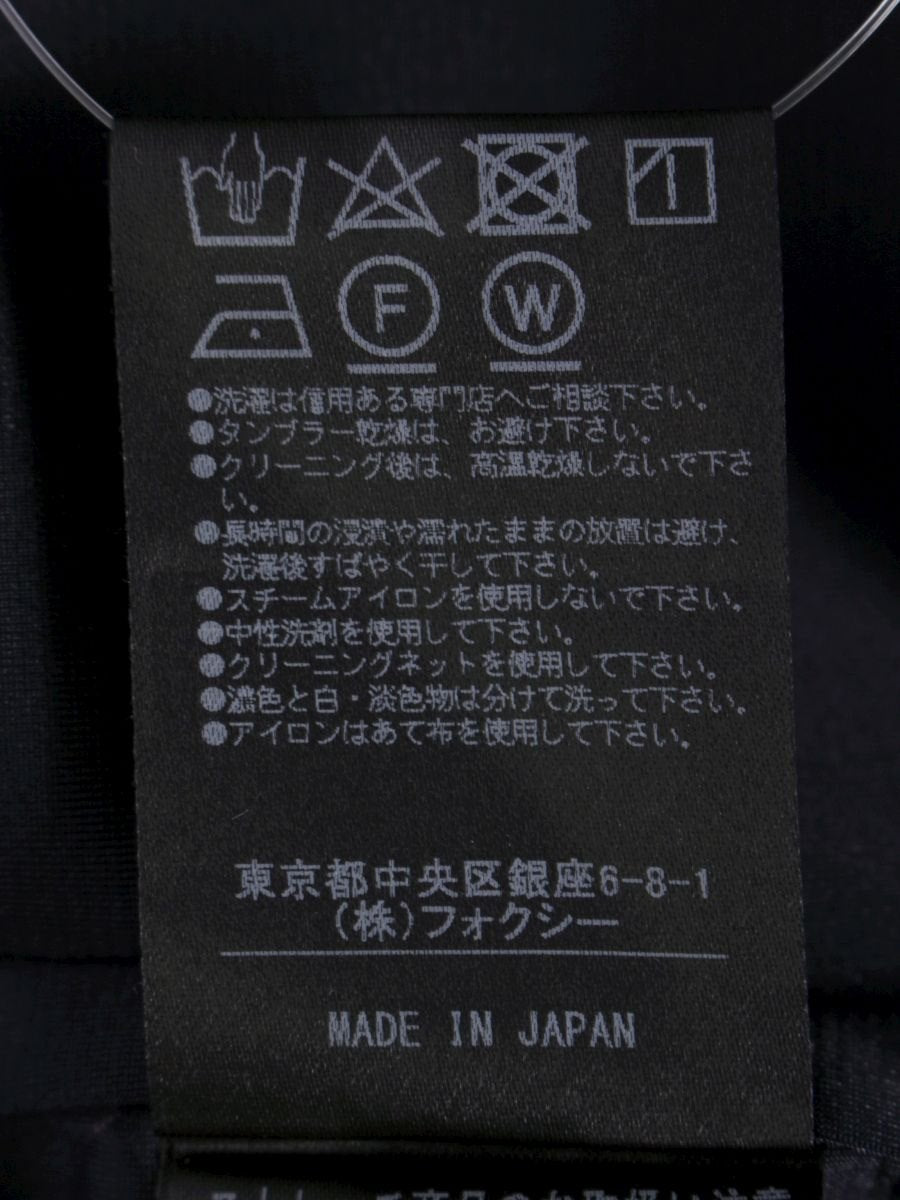 F W
●洗濯は信用ある専門店へご相談下さい。
●タンブラー乾燥は、お避け下さい。
●クリーニング後は、高温乾燥しないで下さ
い。
●長時間の浸漬や濡れたままの放置は避け、
洗濯後すばやく干して下さい。
●スチームアイロンを使用しないで下さい。
●中性洗剤を使用して下さい。
●クリーニングネットを使用して下さい。
●濃色と白・淡色物は分けて洗って下さい。
●アイロンはあて布を使用して下さい。
東京都中央区銀座6-8-1
(株)フォクシー
MADE IN JAPAN